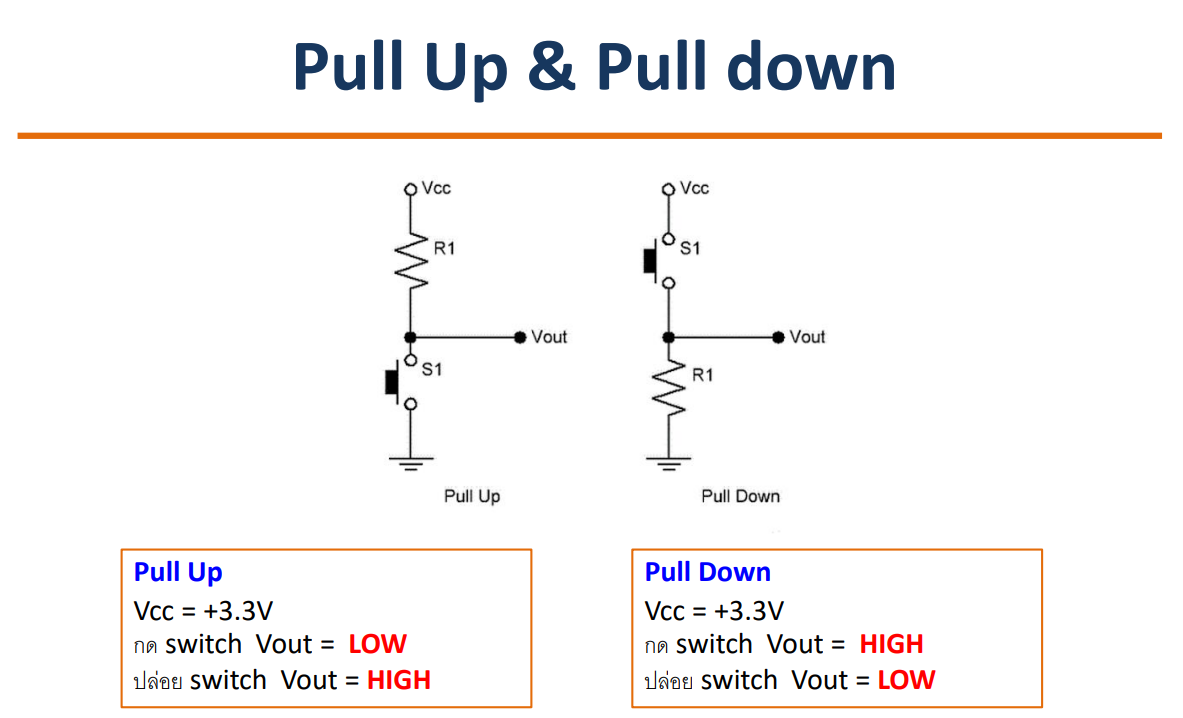 Pull Up & Pull down
Vcc
R1
Vout
S1
Pull Up
Vcc
S1
Vout
R1
Pull Down
Pull Up
Vcc = +3.3V
กด switch Vout = LOW
ปล่อย switch Vout = HIGH
Pull Down
Vcc = +3.3V
กด switch Vout = HIGH
ปล่อย switch Vout = LOW